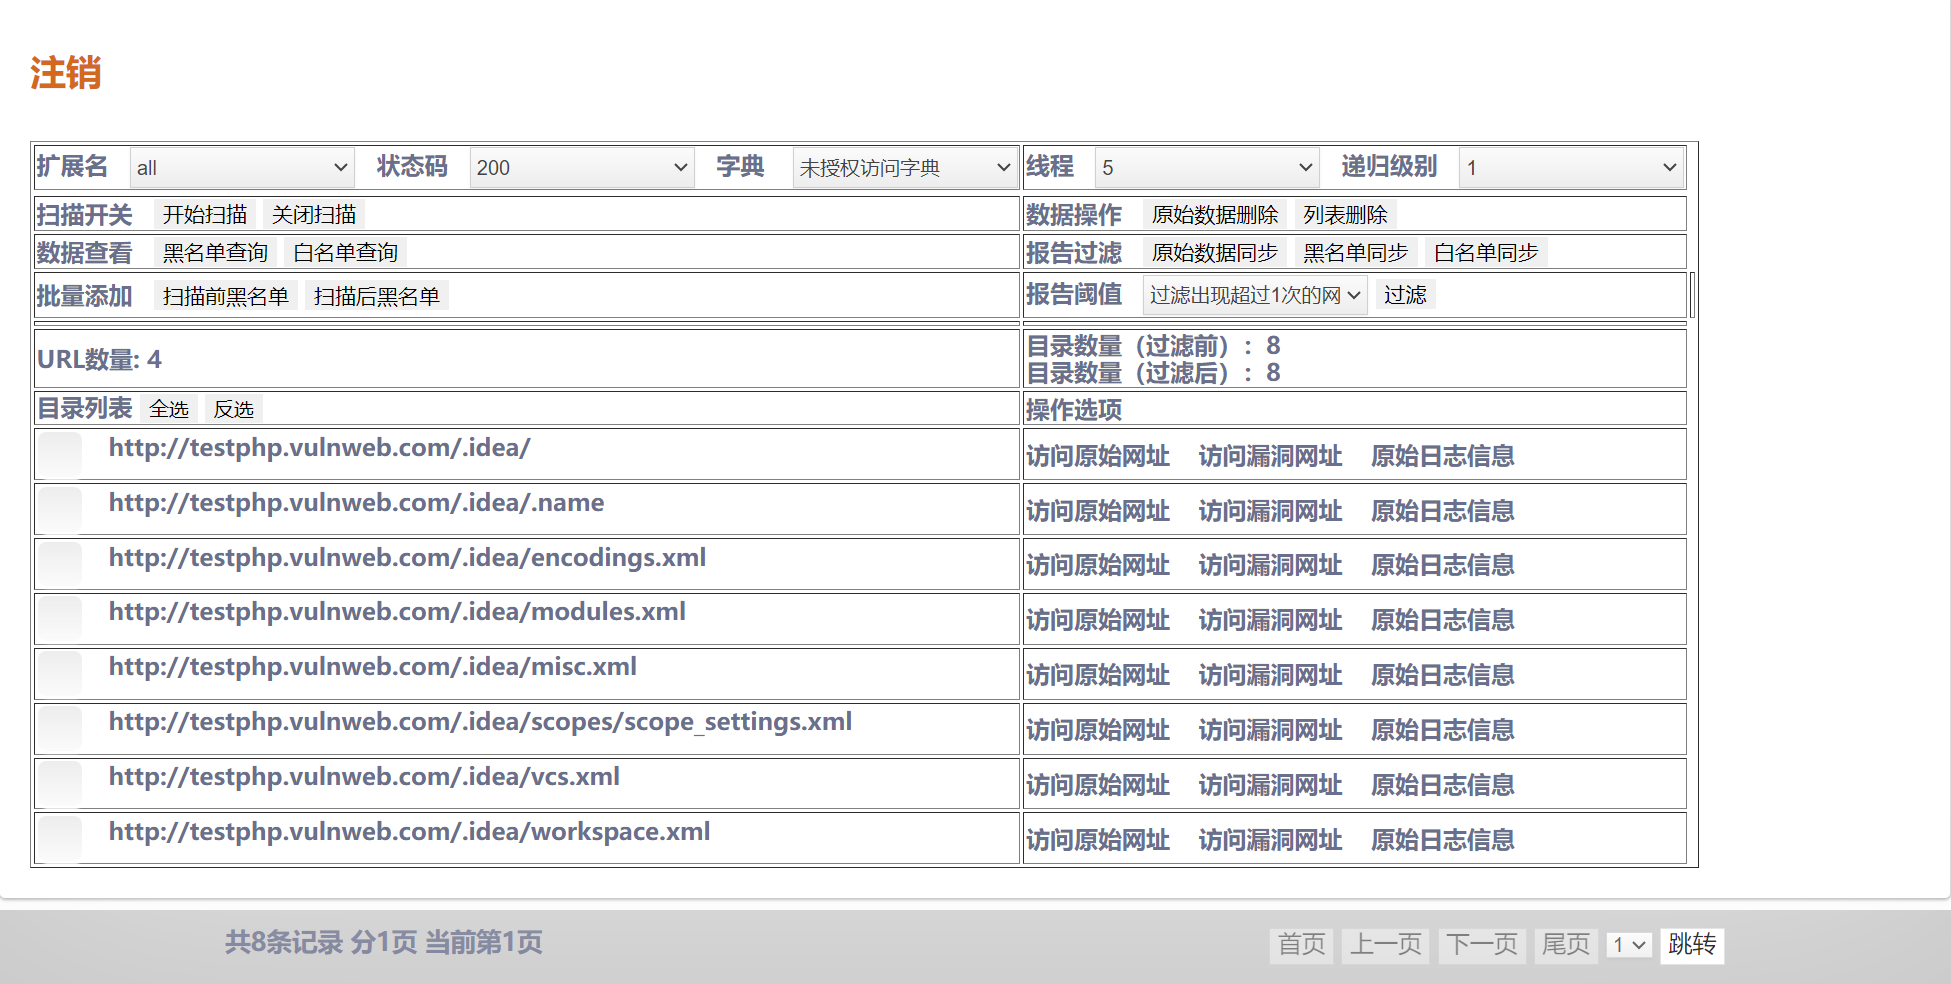 注销
扩展名 all 状态码 200 字典 未授权访问字典 线程 5 递归级别 1
扫描开关 开始扫描 关闭扫描 数据操作 原始数据删除 列表删除
数据查看 黑名单查询 白名单查询 报告过滤 原始数据同步 黑名单同步 白名单同步
批量添加 扫描前黑名单 扫描后黑名单 报告阈值 过滤出现超过1次的网 过滤
URL数量: 4
目录数量（过滤前）：8
目录数量（过滤后）：8
目录列表 全选 反选 操作选项
http://testphp.vulnweb.com/.idea/ 访问原始网址 访问漏洞网址 原始日志信息
http://testphp.vulnweb.com/.idea/.name 访问原始网址 访问漏洞网址 原始日志信息
http://testphp.vulnweb.com/.idea/encodings.xml 访问原始网址 访问漏洞网址 原始日志信息
http://testphp.vulnweb.com/.idea/modules.xml 访问原始网址 访问漏洞网址 原始日志信息
http://testphp.vulnweb.com/.idea/misc.xml 访问原始网址 访问漏洞网址 原始日志信息
http://testphp.vulnweb.com/.idea/scopes/scope_settings.xml 访问原始网址 访问漏洞网址 原始日志信息
http://testphp.vulnweb.com/.idea/vcs.xml 访问原始网址 访问漏洞网址 原始日志信息
http://testphp.vulnweb.com/.idea/workspace.xml 访问原始网址 访问漏洞网址 原始日志信息
共8条记录 分1页 当前第1页 首页 上一页 下一页 尾页 1 跳转